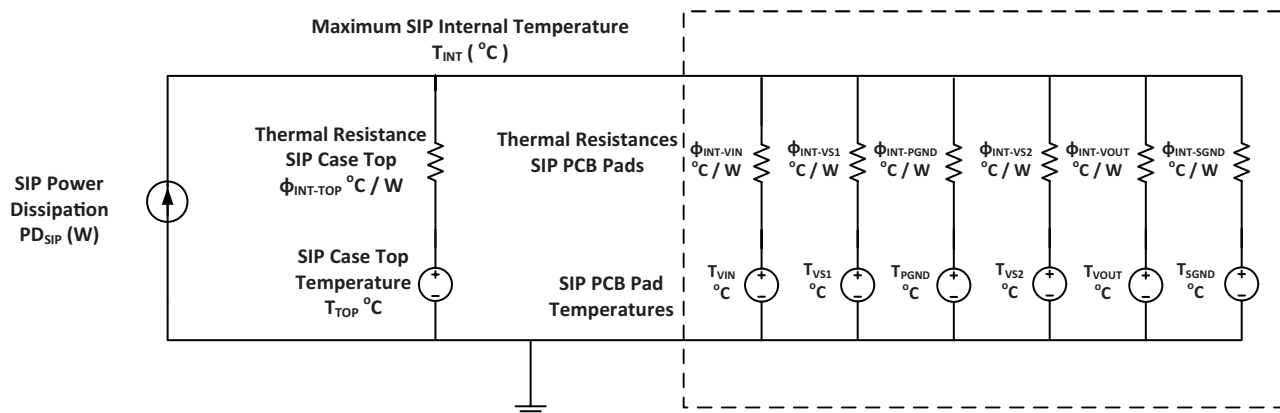 Maximum SIP Internal Temperature
T_INT ( °C )
Thermal Resistance
SIP Case Top
ϕ_INT-TOP °C / W
Thermal Resistances
SIP PCB Pads
ϕ_INT-VIN
°C / W
ϕ_INT-VS1
°C / W
ϕ_INT-PGND
°C / W
ϕ_INT-VS2
°C / W
ϕ_INT-VOUT
°C / W
ϕ_INT-SGND
°C / W
SIP Power
Dissipation
PD_SIP (W)
SIP Case Top
Temperature
T_TOP °C
SIP PCB Pad
Temperatures
T_VIN
°C
T_VS1
°C
T_PGND
°C
T_VS2
°C
T_VOUT
°C
T_SGND
°C